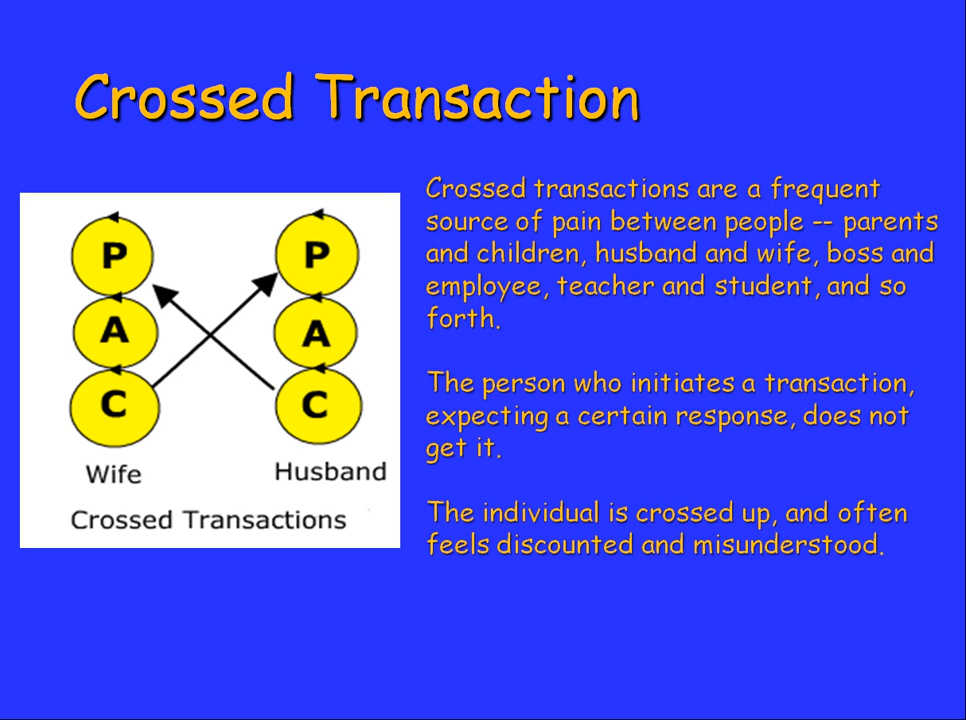 Crossed Transaction
Crossed transactions are a frequent
source of pain between people -- parents
and children, husband and wife, boss and
employee, teacher and student, and so
forth.
The person who initiates a transaction,
expecting a certain response, does not
get it.
The individual is crossed up, and often
feels discounted and misunderstood.
P P
A A
C C
Wife Husband
Crossed Transactions